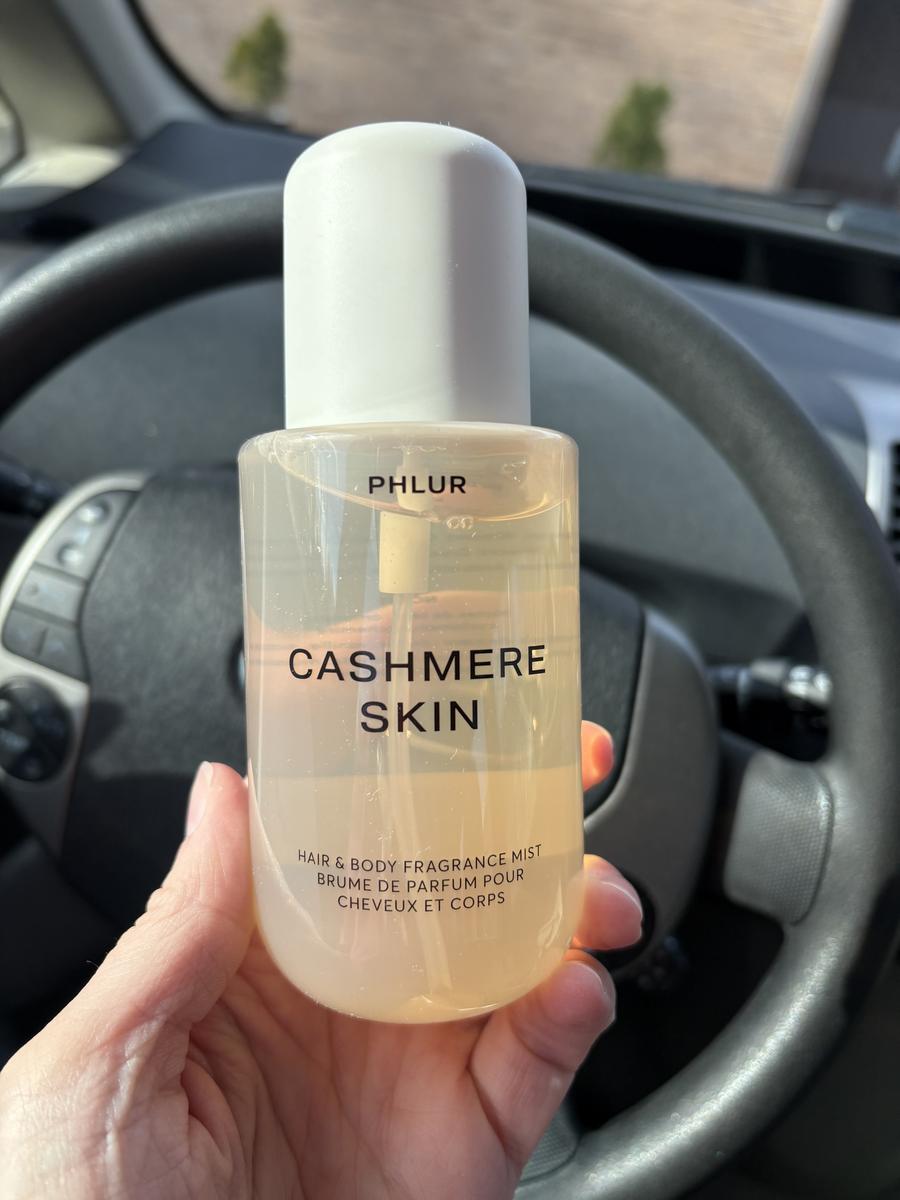 PHLUR
CASHMERE
SKIN
HAIR & BODY FRAGRANCE MIST
BRUME DE PARFUM POUR
CHEVEUX ET CORPS